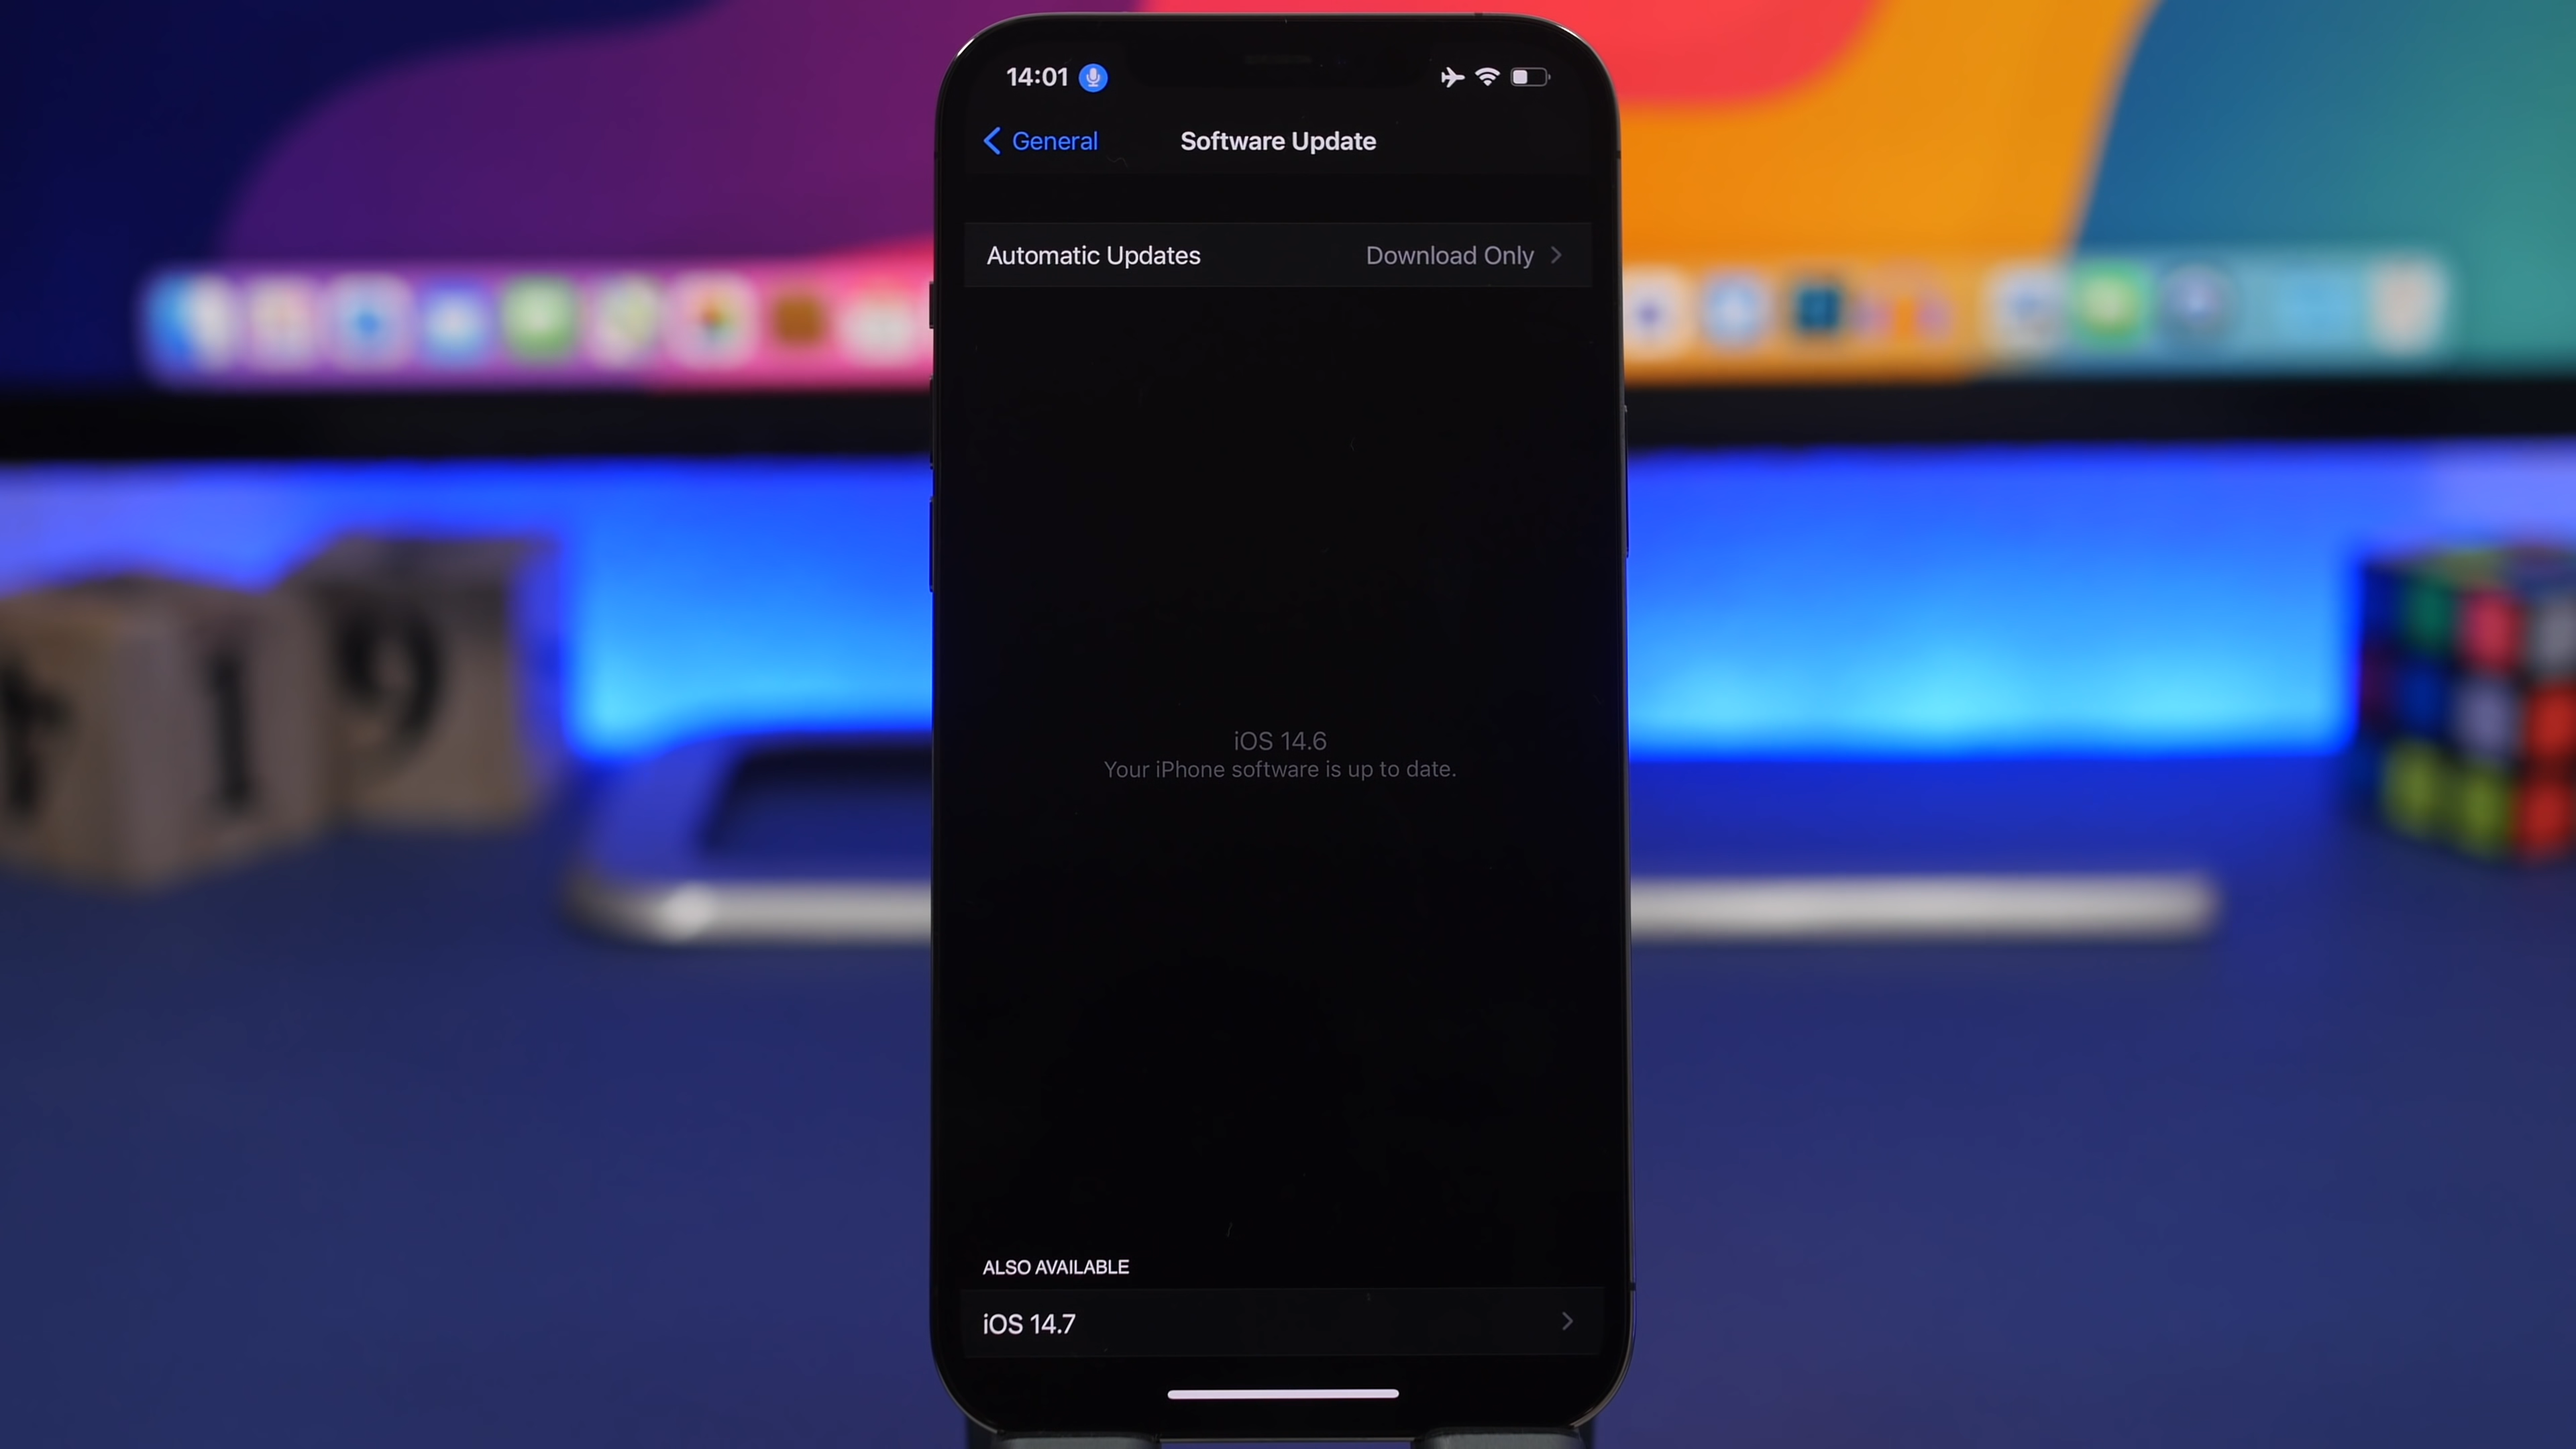 14:01
General
Software Update
Automatic Updates
Download Only
iOS 14.6
Your iPhone software is up to date.
ALSO AVAILABLE
iOS 14.7
19